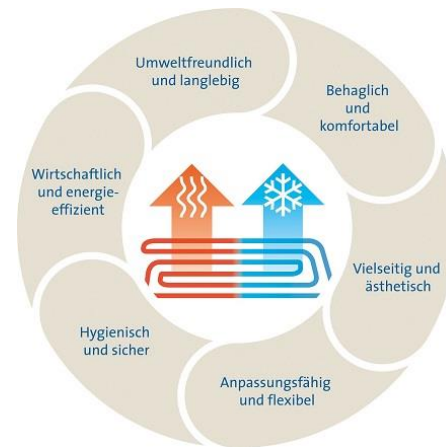 Umweltfreundlich
und langlebig
Behaglich
und
komfortabel
Vielseitig und
ästhetisch
Anpassungsfähig
und flexibel
Hygienisch
und sicher
Wirtschaftlich
und energie-
effizient